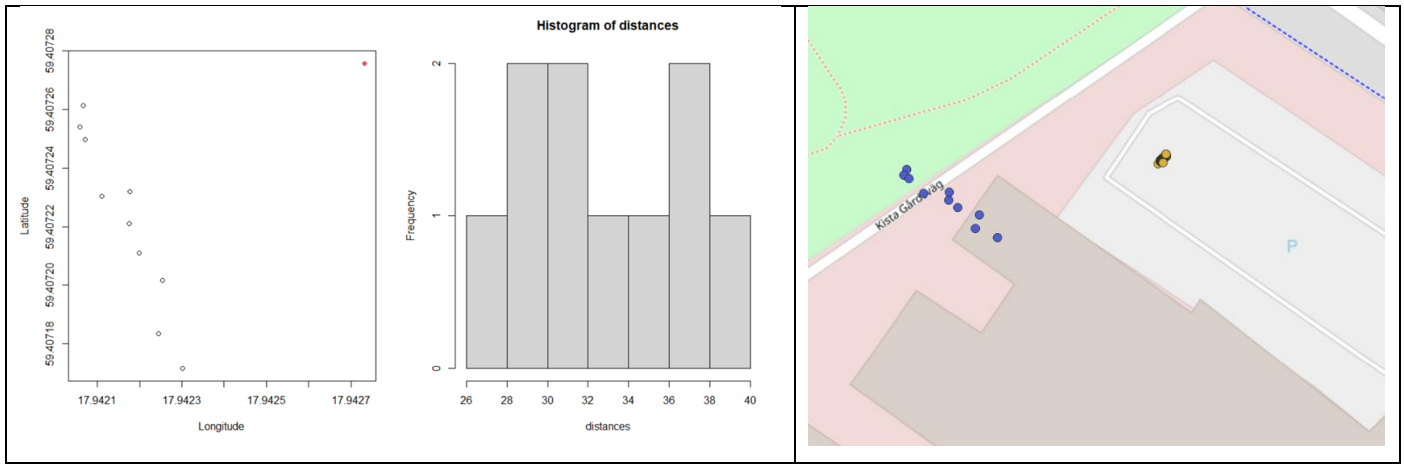 Histogram of distances
Latitude
59.40718
59.40720
59.40722
59.40724
59.40726
59.40728
17.9421
17.9423
17.9425
17.9427
Longitude
Frequency
0
1
2
26 28 30 32 34 36 38 40
distances
Kista Gårdsväg
P